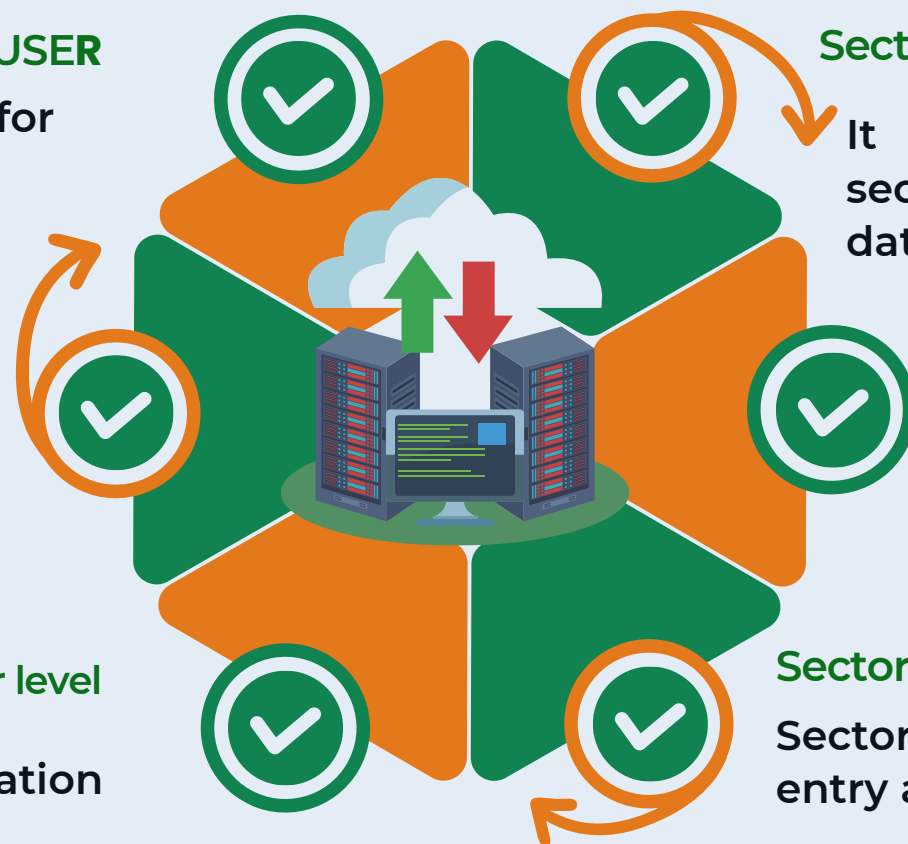 USER
for
Sect
It
sec
dat
r level
ation
Sector
Sector
entry a